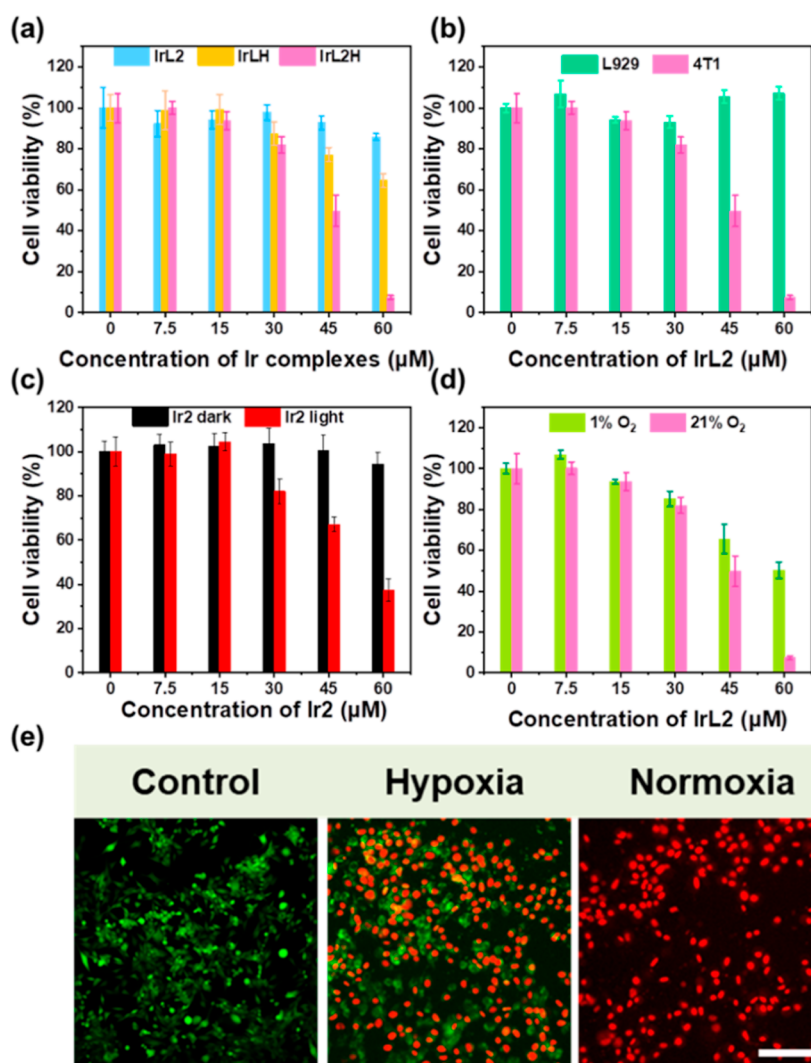 (a)
IrL2 IrLH IrL2H
120
100
80
60
40
20
0
Cell viability (%)
0 7.5 15 30 45 60
Concentration of Ir complexes (μM)
(b)
L929 4T1
120
100
80
60
40
20
0
Cell viability (%)
0 7.5 15 30 45 60
Concentration of IrL2 (μM)
(c)
Ir2 dark Ir2 light
120
100
80
60
40
20
0
Cell viability (%)
0 7.5 15 30 45 60
Concentration of Ir2 (μM)
(d)
1% O₂ 21% O₂
120
100
80
60
40
20
0
Cell viability (%)
0 7.5 15 30 45 60
Concentration of IrL2 (μM)
(e)
Control Hypoxia Normoxia